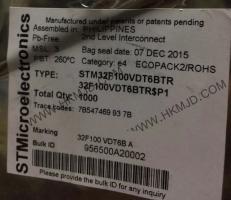 Manufactured under patents or patents pending
Assembled in: PHILIPPINES
Pb-Free 2nd Level Interconnect
MSL: 3 Bag seal date: 07 DEC 2015
PBT: 260°C Category: e4 ECOPACK2/ROHS
TYPE: STM32F100VDT6BTR
32F100VDT6BTR$P1
Total Qty: 1000
Trace codes: 7B547469 93 7B
WWW.HKMJD.COM
WWW.HKMJD.COM
Marking
32F100 VDT6B A
Bulk ID
956500A20002
Please provide the bulk ID for any inquiry
STMicroelectronics